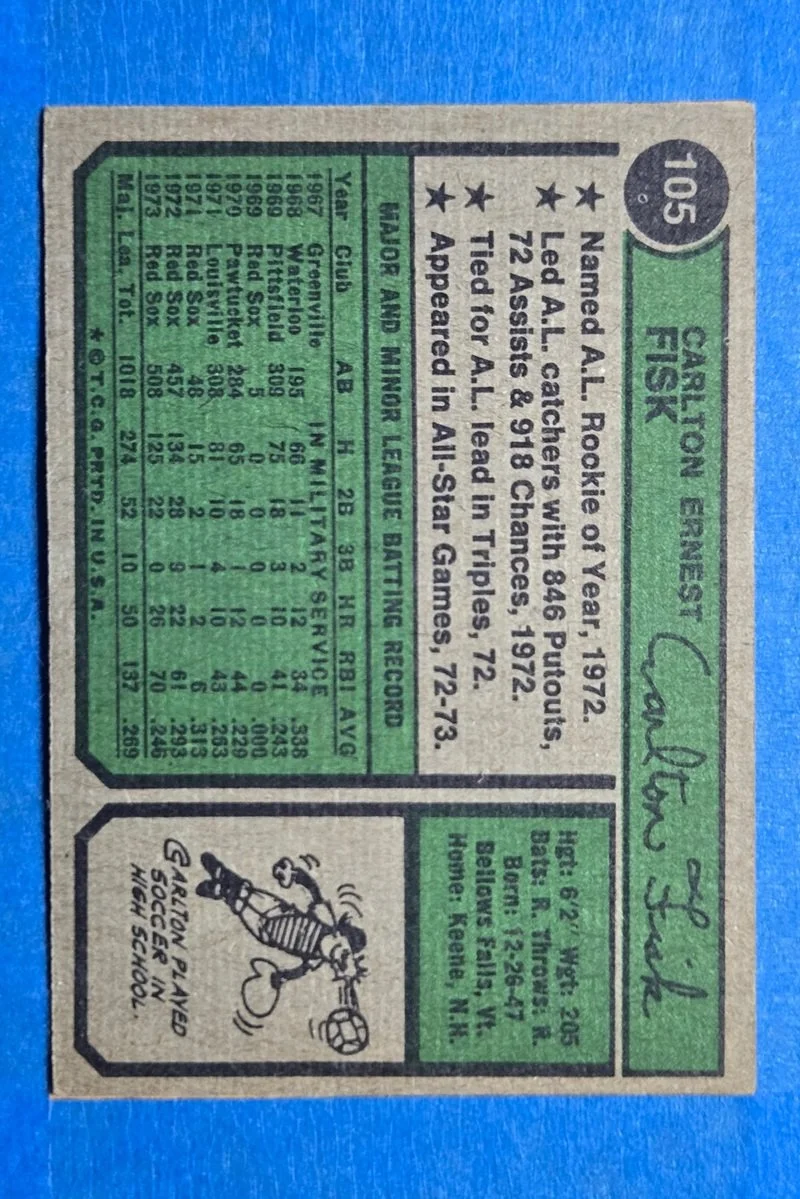 105
CARLTON ERNEST
FISK
Carlton Fisk
★ Named A.L. Rookie of Year, 1972.
★ Led A.L. catchers with 846 Putouts,
72 Assists & 918 Chances, 1972.
★ Tied for A.L. lead in Triples, 72.
★ Appeared in All-Star Games, 72-73.
MAJOR AND MINOR LEAGUE BATTING RECORD
Year Club AB H 2B 3B HR RBI AVG
1967 Greenville IN MILITARY SERVICE
1968 Waterloo 195 66 11 2 12 34 .338
1969 Pittsfield 309 75 18 3 10 41 .243
1969 Red Sox 5 0 0 0 0 0 .000
1970 Pawtucket 284 65 18 1 12 44 .229
1971 Louisville 308 81 10 4 10 43 .263
1971 Red Sox 48 15 2 1 2 6 .313
1972 Red Sox 457 134 28 9 22 61 .293
1973 Red Sox 508 125 22 0 26 70 .246
Maj. Lea. Tot. 1018 274 52 10 50 137 .269
★ © T.C.G. PRTD. IN U.S.A.
Hgt: 6'2" Wgt: 205
Bats: R. Throws: R.
Born: 12-26-47
Bellows Falls, Vt.
Home: Keene, N.H.
CARLTON PLAYED
SOCCER IN
HIGH SCHOOL.